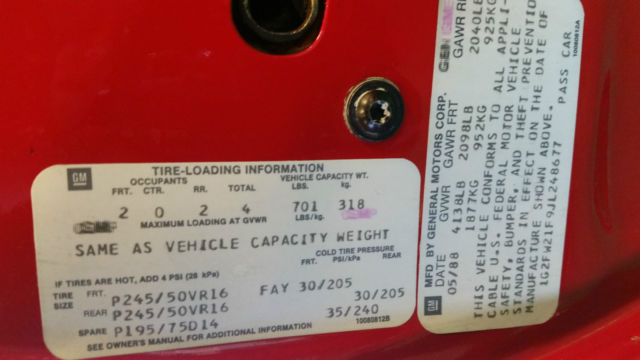 GM
TIRE-LOADING INFORMATION
OCCUPANTS VEHICLE CAPACITY WT.
FRT. CTR. RR. TOTAL LBS. kg.
2 0 2 4 701 318
MAXIMUM LOADING AT GVWR LBS/kg.
SAME AS VEHICLE CAPACITY WEIGHT
COLD TIRE PRESSURE
FRT. PSI/kPa REAR
IF TIRES ARE HOT, ADD 4 PSI (28 kPa)
TIRE SIZE FRT. P245/50VR16 FAY 30/205 30/205
REAR P245/50VR16 35/240
SPARE P195/75D14 10080812B
SEE OWNER'S MANUAL FOR ADDITIONAL INFORMATION
GM
MFD. BY GENERAL MOTORS CORP.
DATE GVWR GAWR FRT GAWR RR
05/88 4138LB 2098LB 2040LB
1877KG 952KG 925KG
THIS VEHICLE CONFORMS TO ALL APPLI-
CABLE U.S. FEDERAL MOTOR VEHICLE
SAFETY, BUMPER, AND THEFT PREVENTION
STANDARDS IN EFFECT ON THE DATE OF
MANUFACTURE SHOWN ABOVE.
1G2FW21F9JL248677 PASS CAR
10080812A